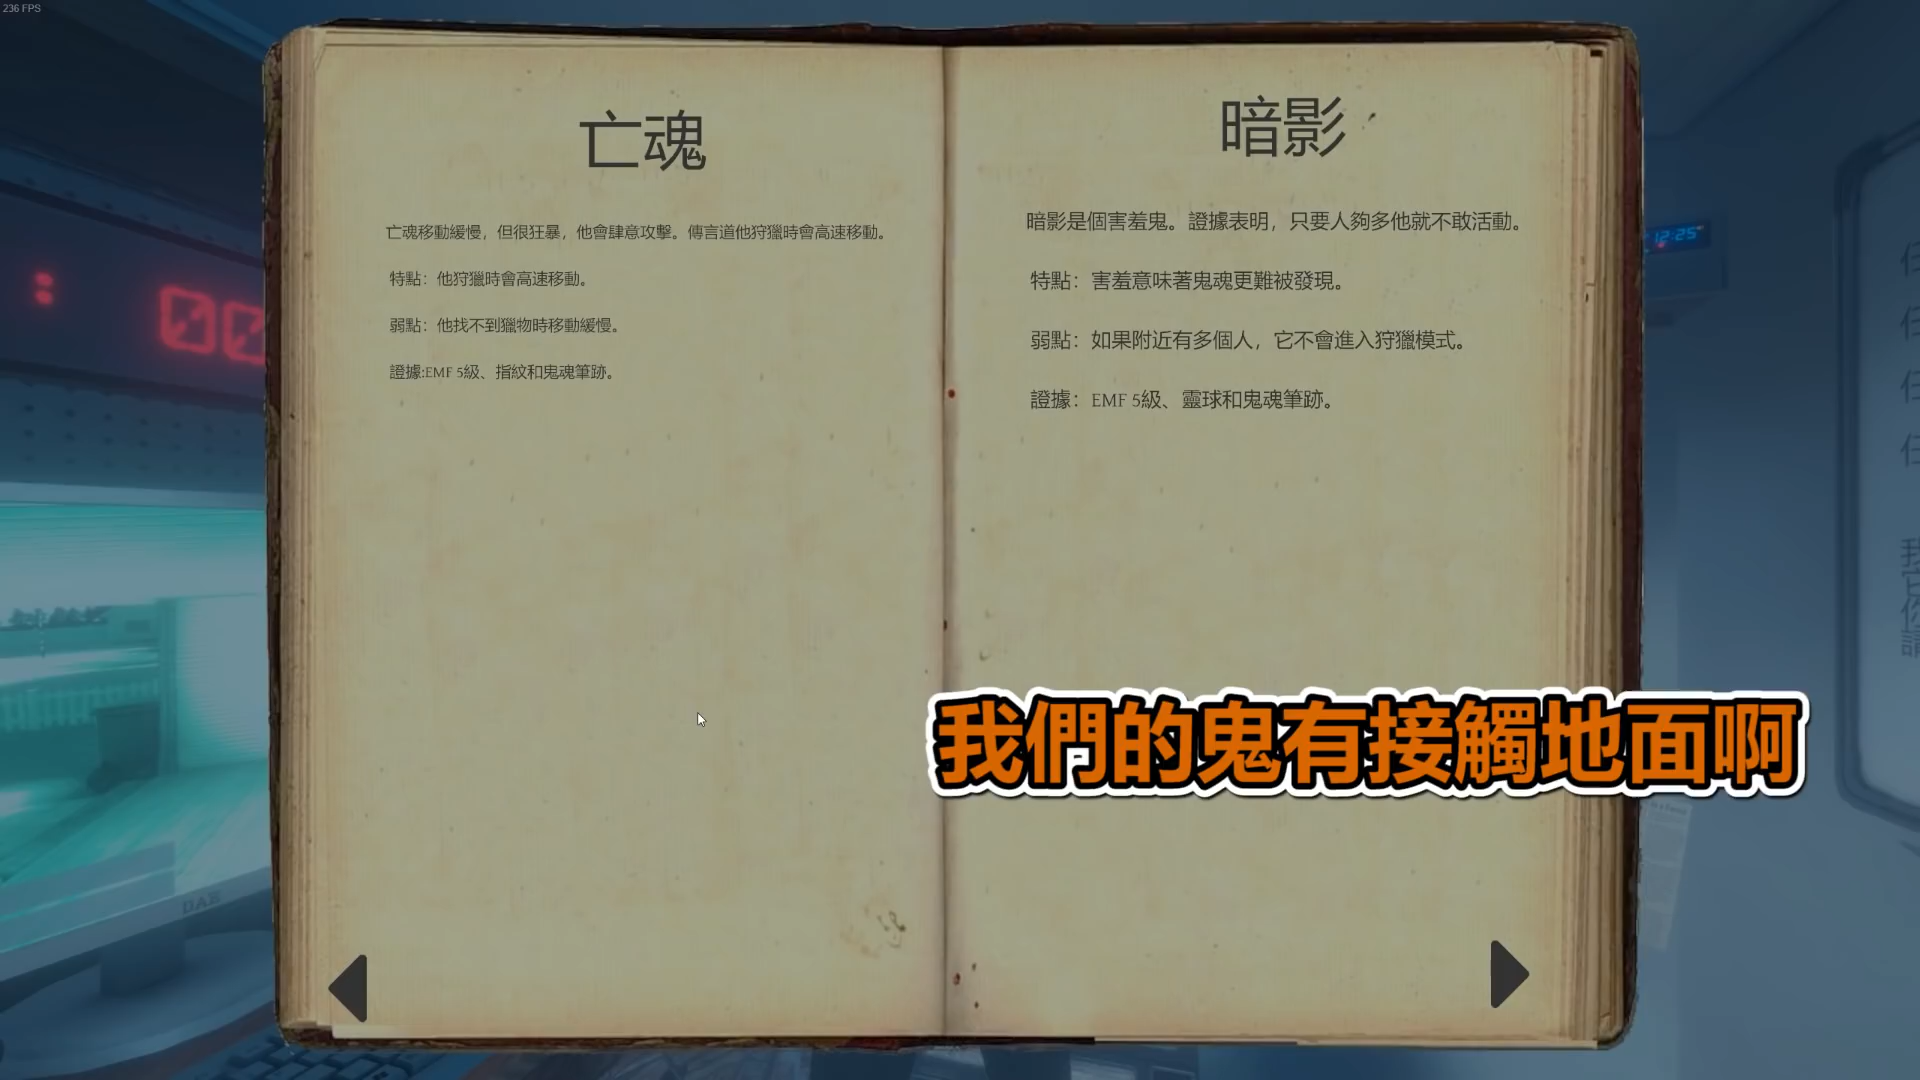 236 FPS
亡魂
亡魂移動緩慢，但很狂暴，他會肆意攻擊。傳言道他狩獵時會高速移動。
特點：他狩獵時會高速移動。
弱點：他找不到獵物時移動緩慢。
證據:EMF 5級、指紋和鬼魂筆跡。
暗影
暗影是個害羞鬼。證據表明，只要人夠多他就不敢活動。
特點：害羞意味著鬼魂更難被發現。
弱點：如果附近有多個人，它不會進入狩獵模式。
證據：EMF 5級、靈球和鬼魂筆跡。
12:25
: 00
我們的鬼有接觸地面啊